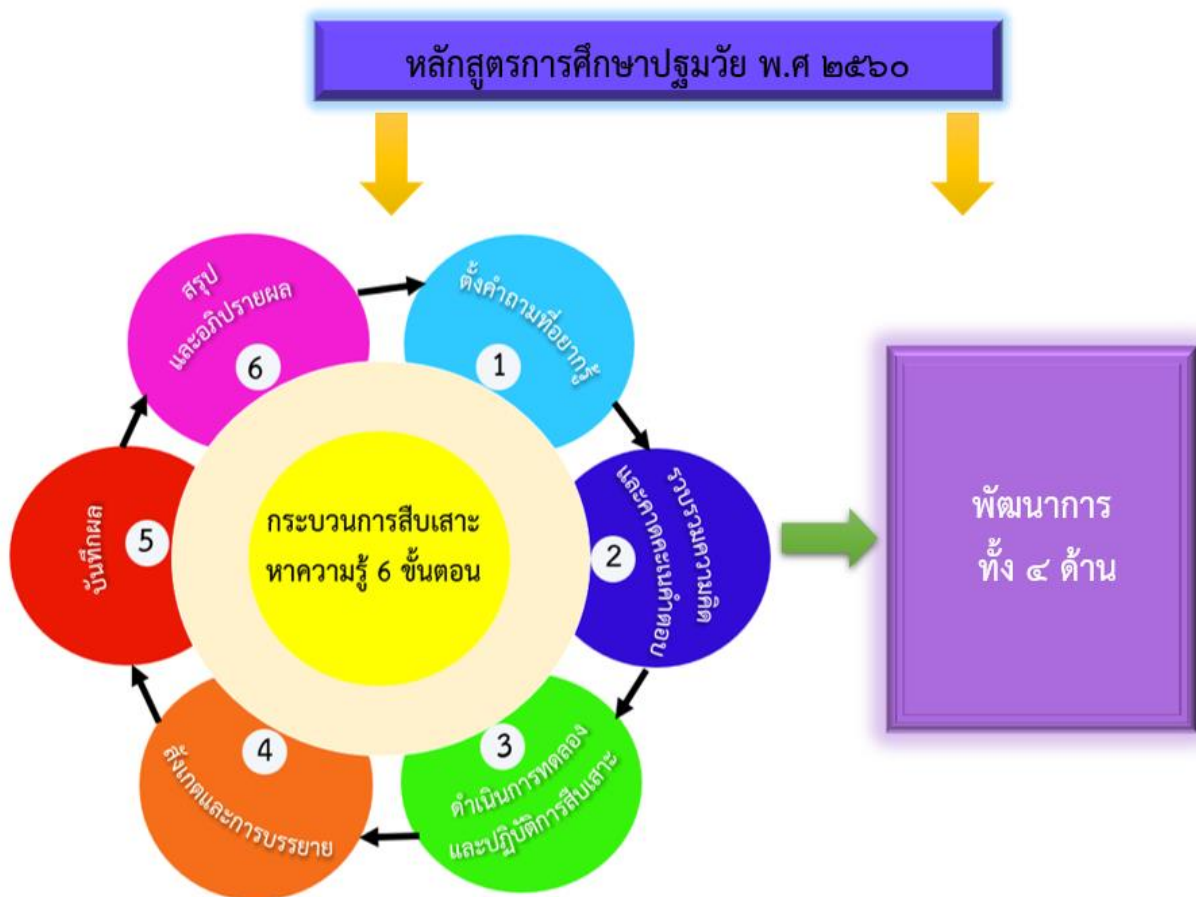 หลักสูตรการศึกษาปฐมวัย พ.ศ ๒๕๖๐
สรุป
และอภิปรายผล
6
ตั้งคำถามที่อยากรู้
1
รวบรวมความคิด
และคาดคะเนคำตอบ
2
ดำเนินการทดลอง
และปฏิบัติการสืบเสาะ
3
สังเกตและการบรรยาย
4
บันทึกผล
5
กระบวนการสืบเสาะ
หาความรู้ 6 ขั้นตอน
พัฒนาการ
ทั้ง ๔ ด้าน